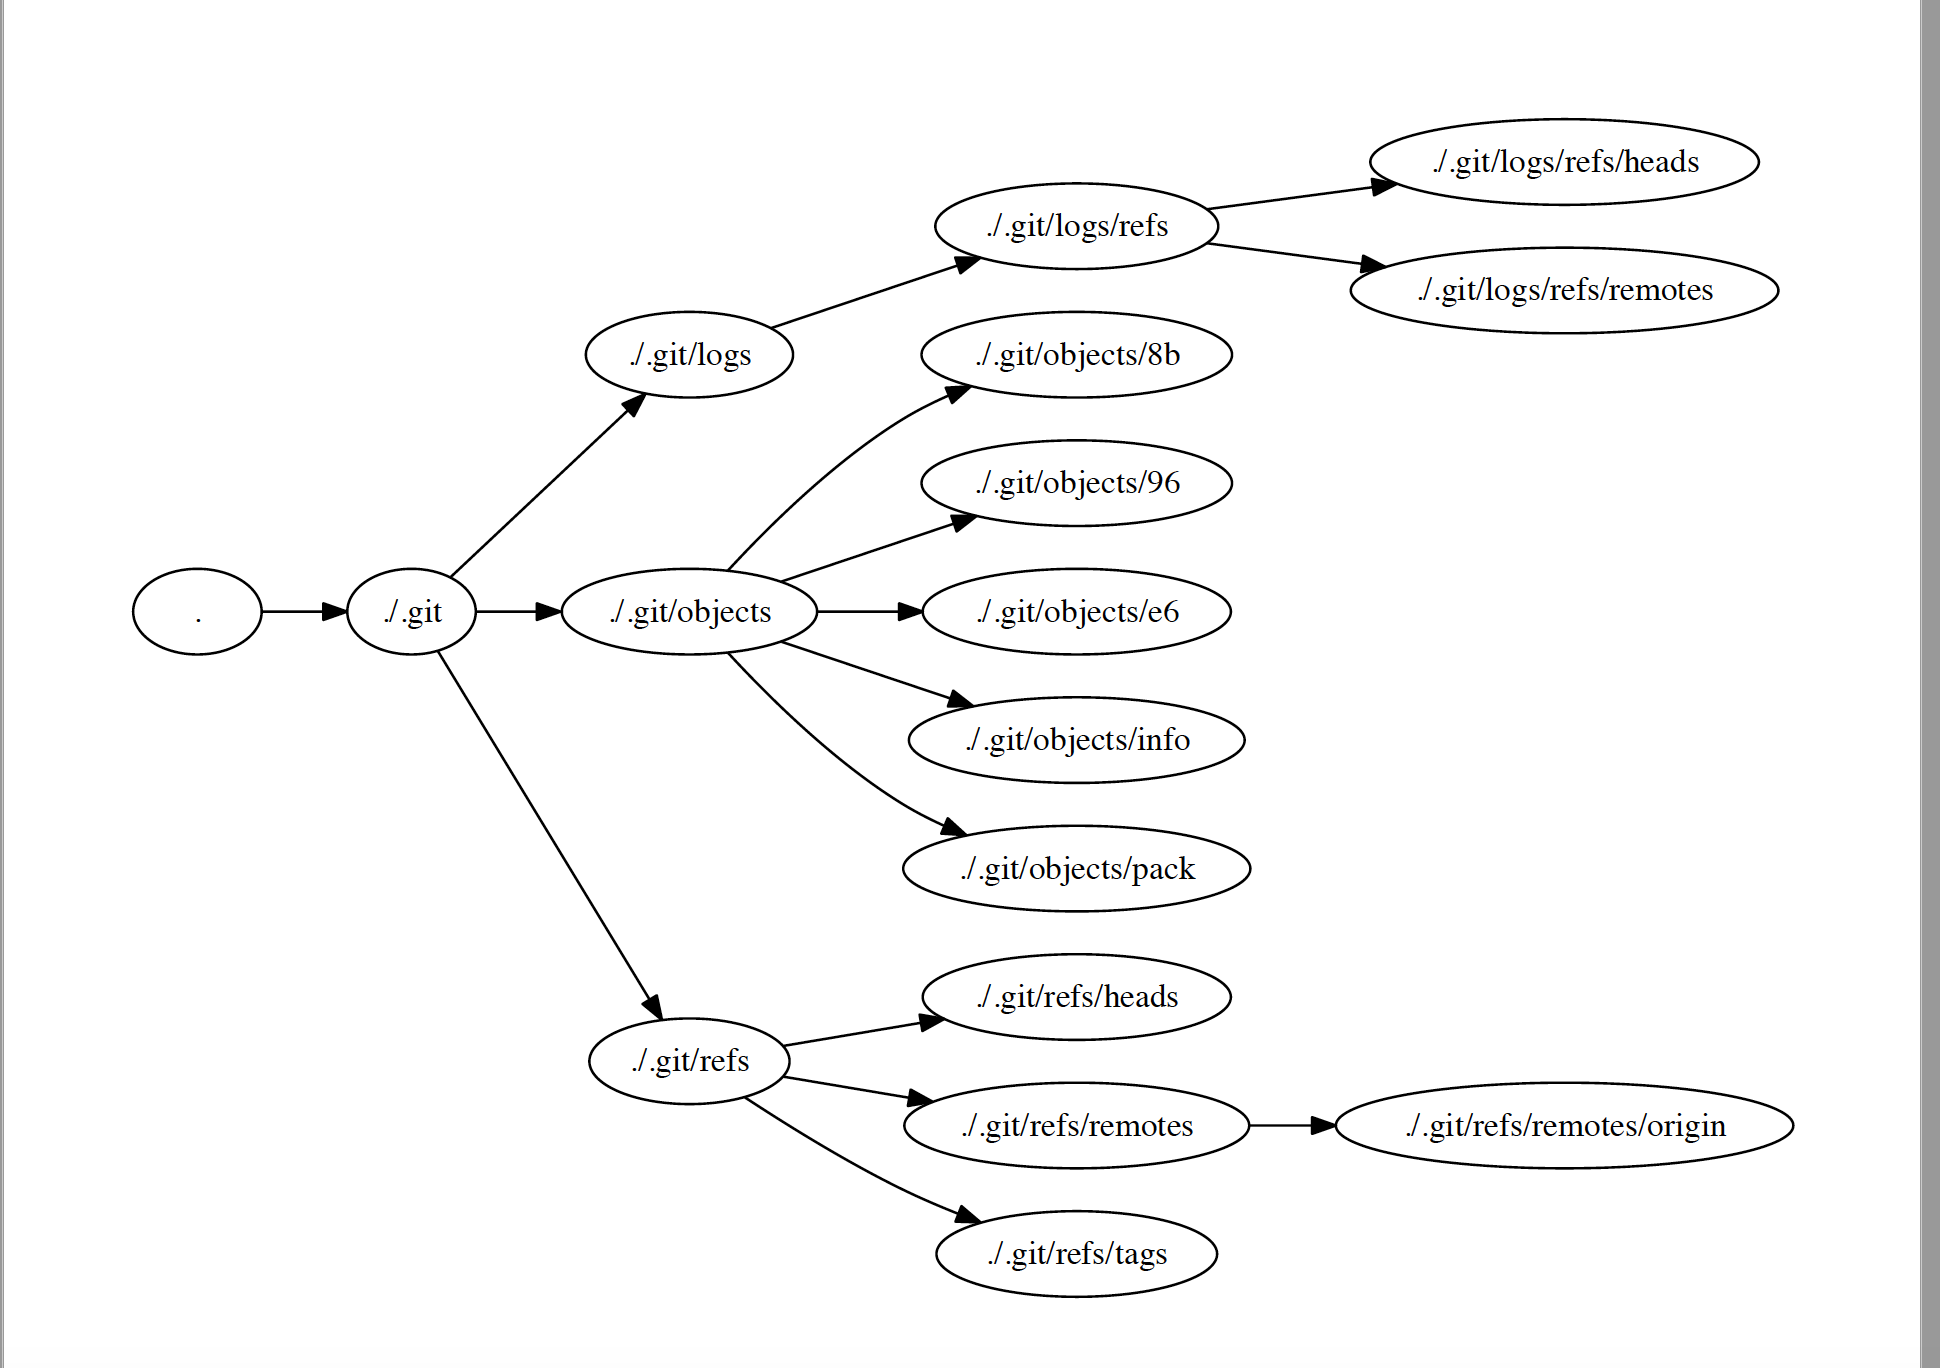 .
./.git
./.git/logs
./.git/logs/refs
./.git/logs/refs/heads
./.git/logs/refs/remotes
./.git/objects
./.git/objects/8b
./.git/objects/96
./.git/objects/e6
./.git/objects/info
./.git/objects/pack
./.git/refs
./.git/refs/heads
./.git/refs/remotes
./.git/refs/remotes/origin
./.git/refs/tags